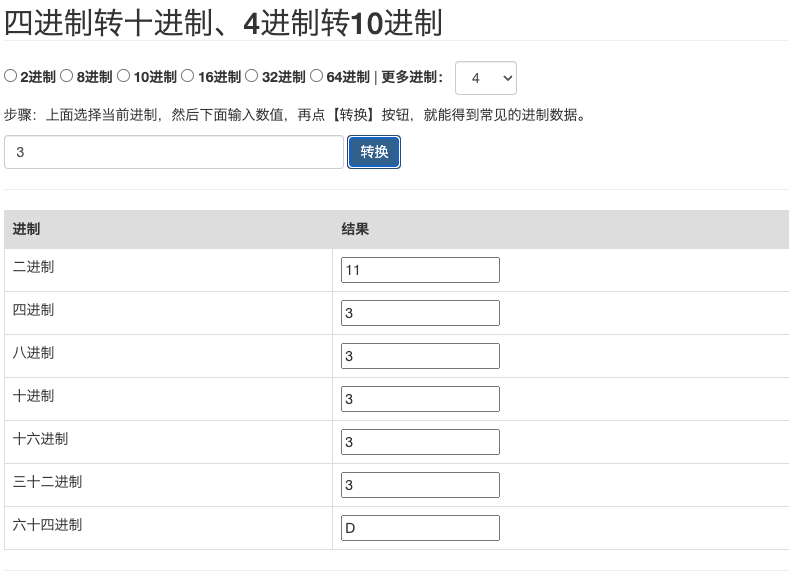 四进制转十进制、4进制转10进制
2进制 8进制 10进制 16进制 32进制 64进制 | 更多进制： 4
步骤：上面选择当前进制，然后下面输入数值，再点【转换】按钮，就能得到常见的进制数据。
3 转换
进制 结果
二进制 11
四进制 3
八进制 3
十进制 3
十六进制 3
三十二进制 3
六十四进制 D